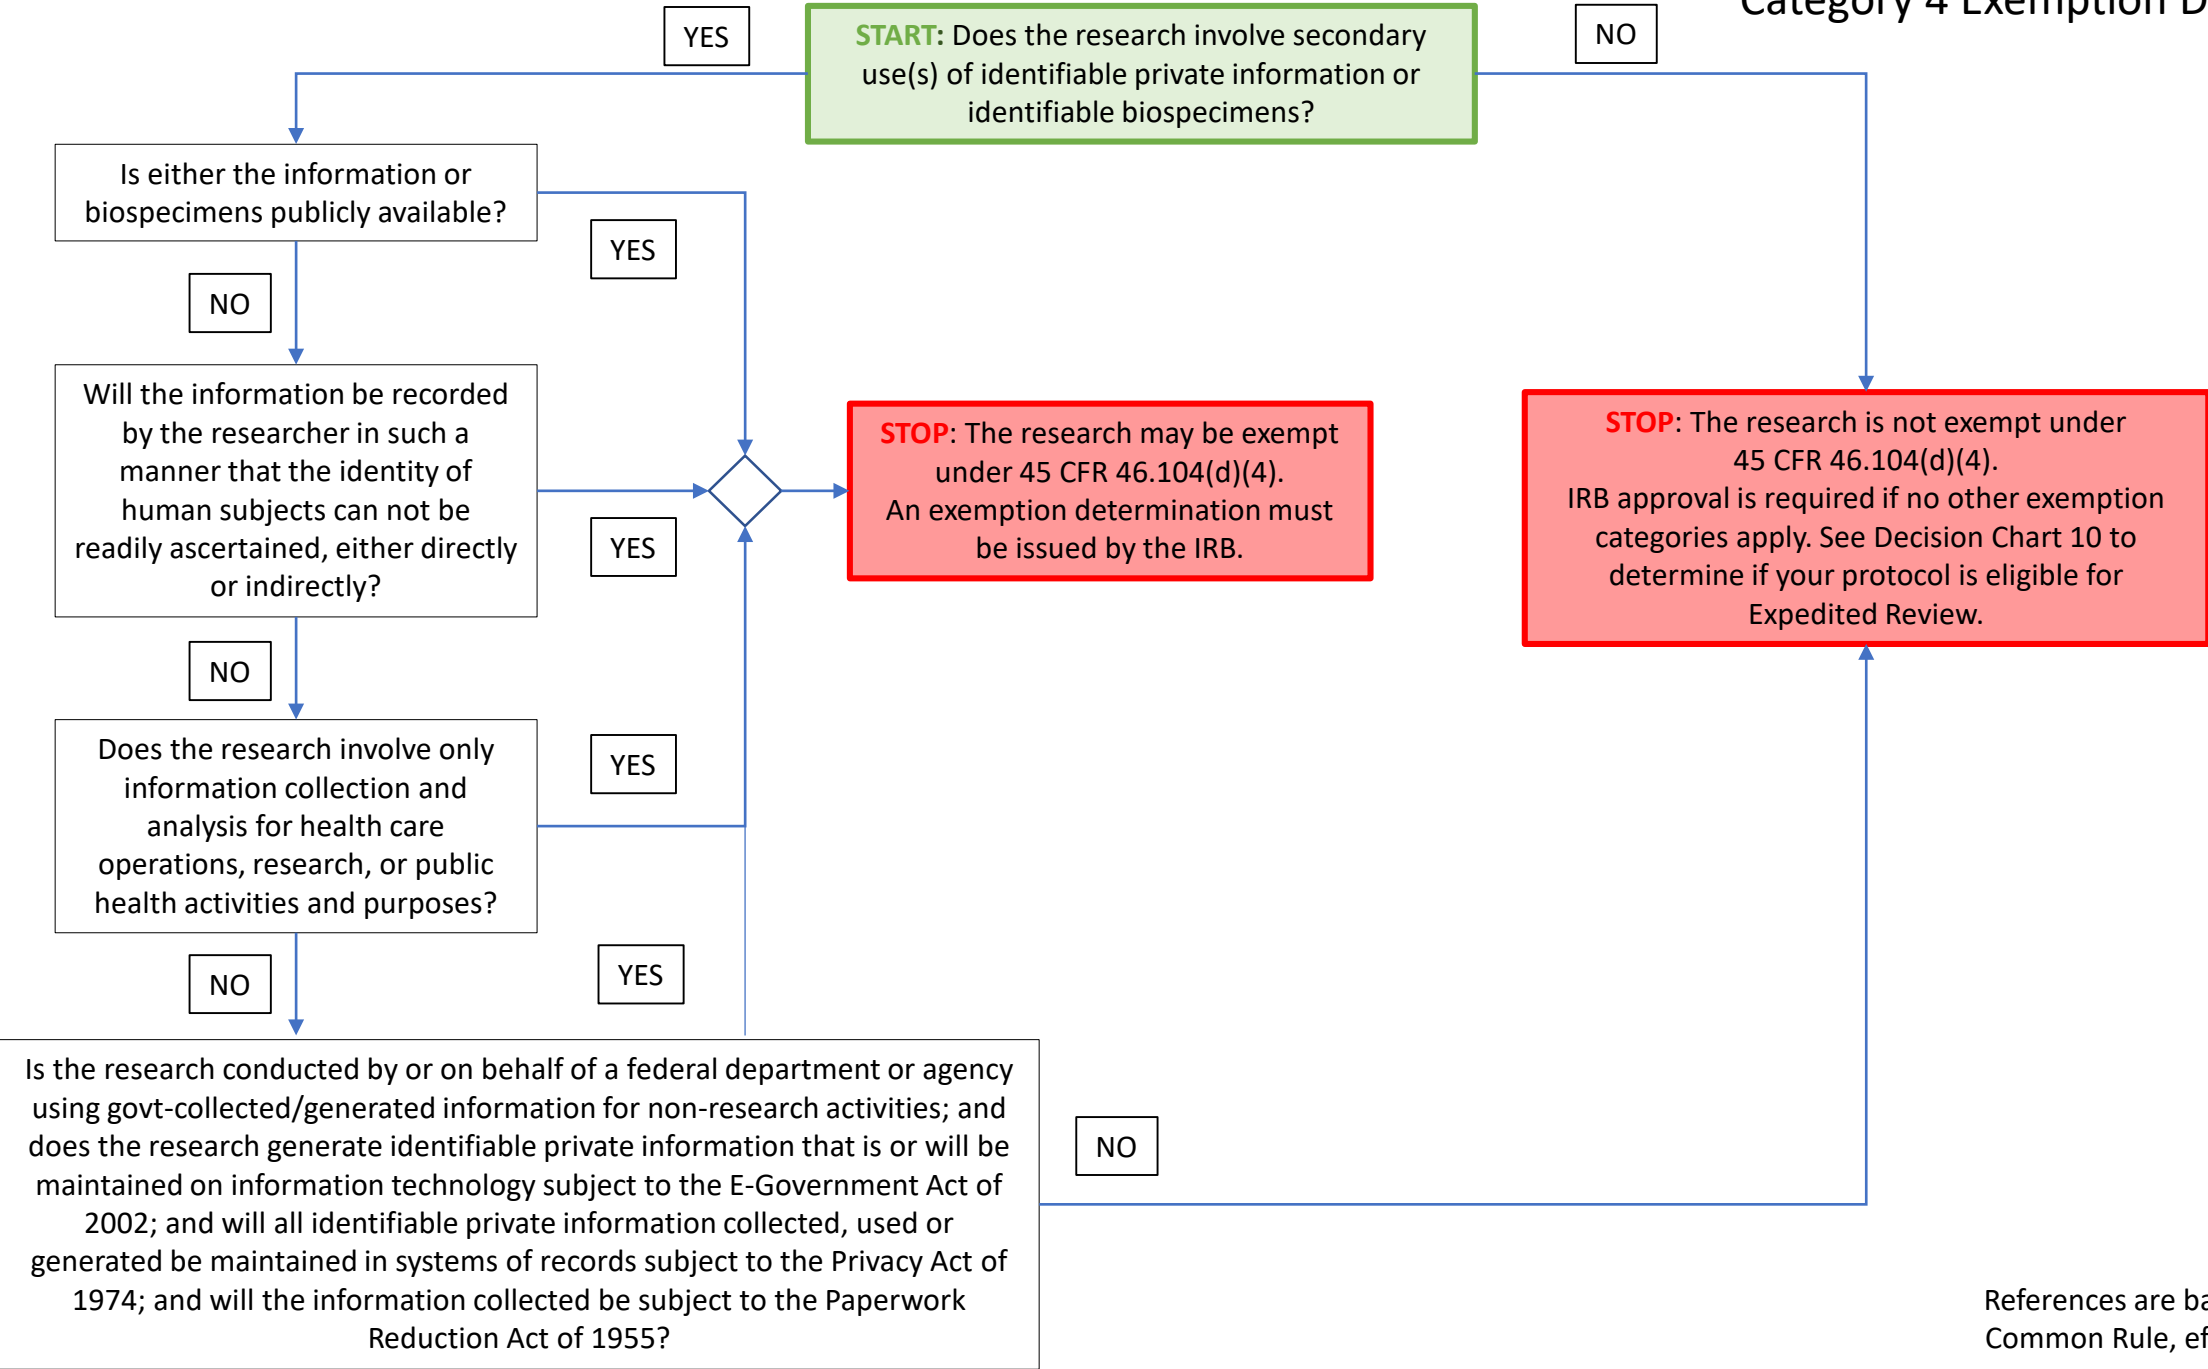 Category 4 Exemption D
YES
START: Does the research involve secondary
use(s) of identifiable private information or
identifiable biospecimens?
NO
Is either the information or
biospecimens publicly available?
YES
NO
Will the information be recorded
by the researcher in such a
manner that the identity of
human subjects can not be
readily ascertained, either directly
or indirectly?
YES
STOP: The research may be exempt
under 45 CFR 46.104(d)(4).
An exemption determination must
be issued by the IRB.
STOP: The research is not exempt under
45 CFR 46.104(d)(4).
IRB approval is required if no other exemption
categories apply. See Decision Chart 10 to
determine if your protocol is eligible for
Expedited Review.
NO
Does the research involve only
information collection and
analysis for health care
operations, research, or public
health activities and purposes?
YES
NO
YES
Is the research conducted by or on behalf of a federal department or agency
using govt-collected/generated information for non-research activities; and
does the research generate identifiable private information that is or will be
maintained on information technology subject to the E-Government Act of
2002; and will all identifiable private information collected, used or
generated be maintained in systems of records subject to the Privacy Act of
1974; and will the information collected be subject to the Paperwork
Reduction Act of 1955?
NO
References are ba
Common Rule, ef